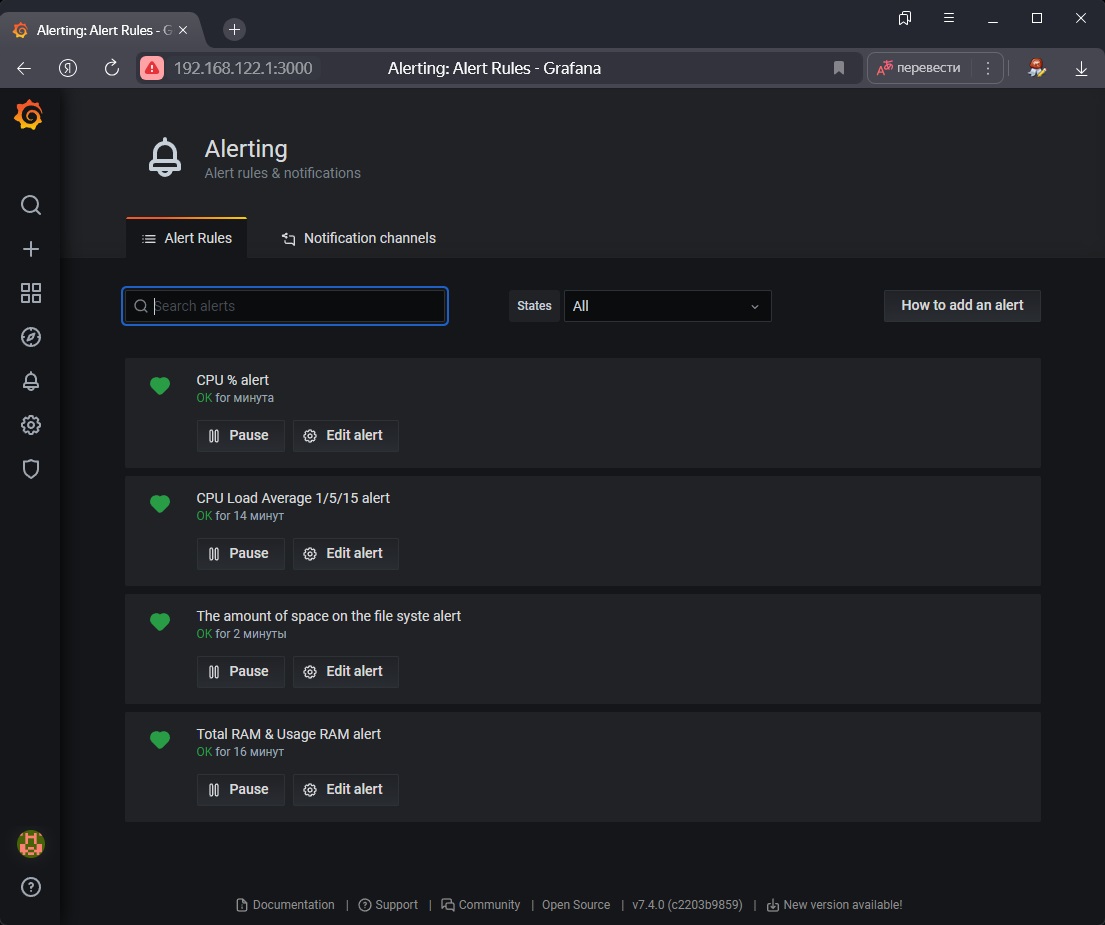 Alerting: Alert Rules - G
192.168.122.1:3000
Alerting: Alert Rules - Grafana
перевести
Alerting
Alert rules & notifications
Alert Rules
Notification channels
Search alerts
States
All
How to add an alert
CPU % alert
OK for минута
Pause
Edit alert
CPU Load Average 1/5/15 alert
OK for 14 минут
Pause
Edit alert
The amount of space on the file syste alert
OK for 2 минуты
Pause
Edit alert
Total RAM & Usage RAM alert
OK for 16 минут
Pause
Edit alert
Documentation | Support | Community | Open Source | v7.4.0 (c2203b9859) | New version available!